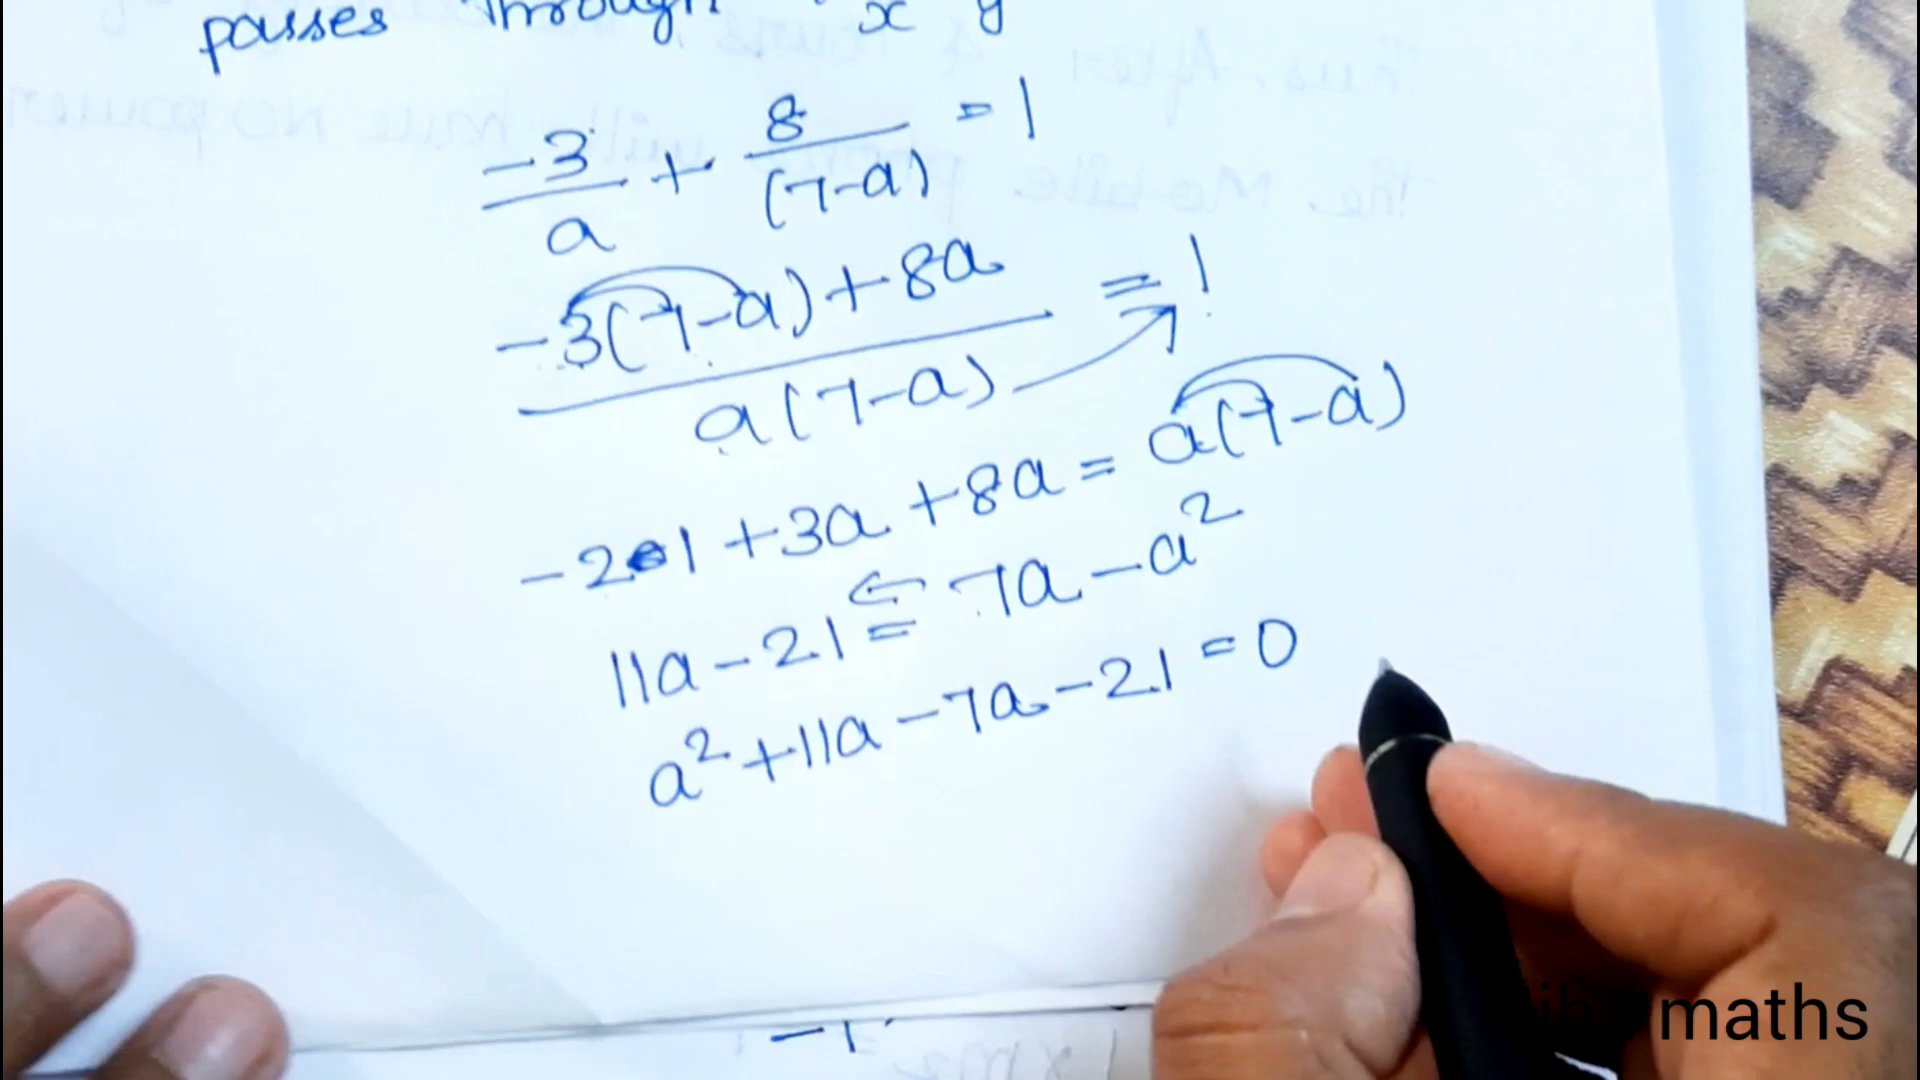 passes through x y
-3/a + 8/(7-a) = 1
-3(7-a)+8a / a(7-a) = 1
-21 +3a +8a = a(7-a)
11a - 21 = 7a - a²
a² + 11a - 7a - 21 = 0
maths